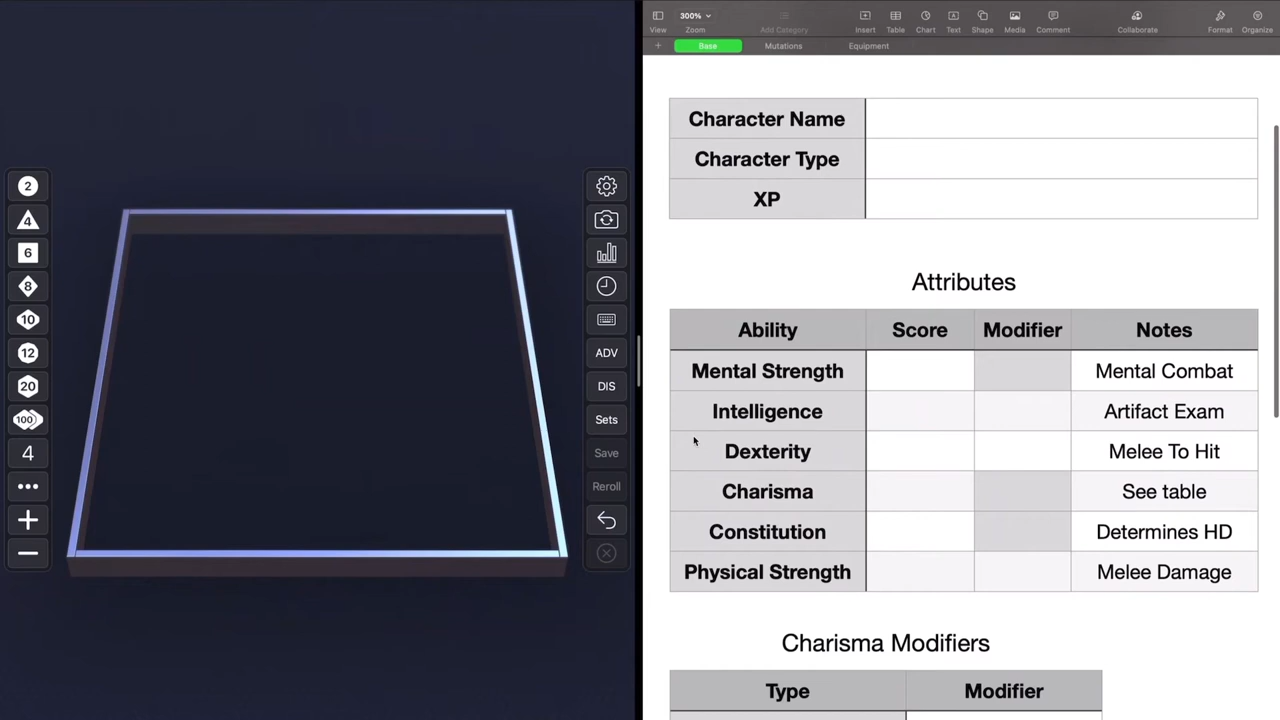 2
4
6
8
10
12
20
100
4
ADV
DIS
Sets
Save
Reroll
300%
View
Zoom
Add Category
Insert
Table
Chart
Text
Shape
Media
Comment
Collaborate
Format
Organize
Base
Mutations
Equipment
Character Name
Character Type
XP
Attributes
Ability Score Modifier Notes
Mental Strength Mental Combat
Intelligence Artifact Exam
Dexterity Melee To Hit
Charisma See table
Constitution Determines HD
Physical Strength Melee Damage
Charisma Modifiers
Type Modifier